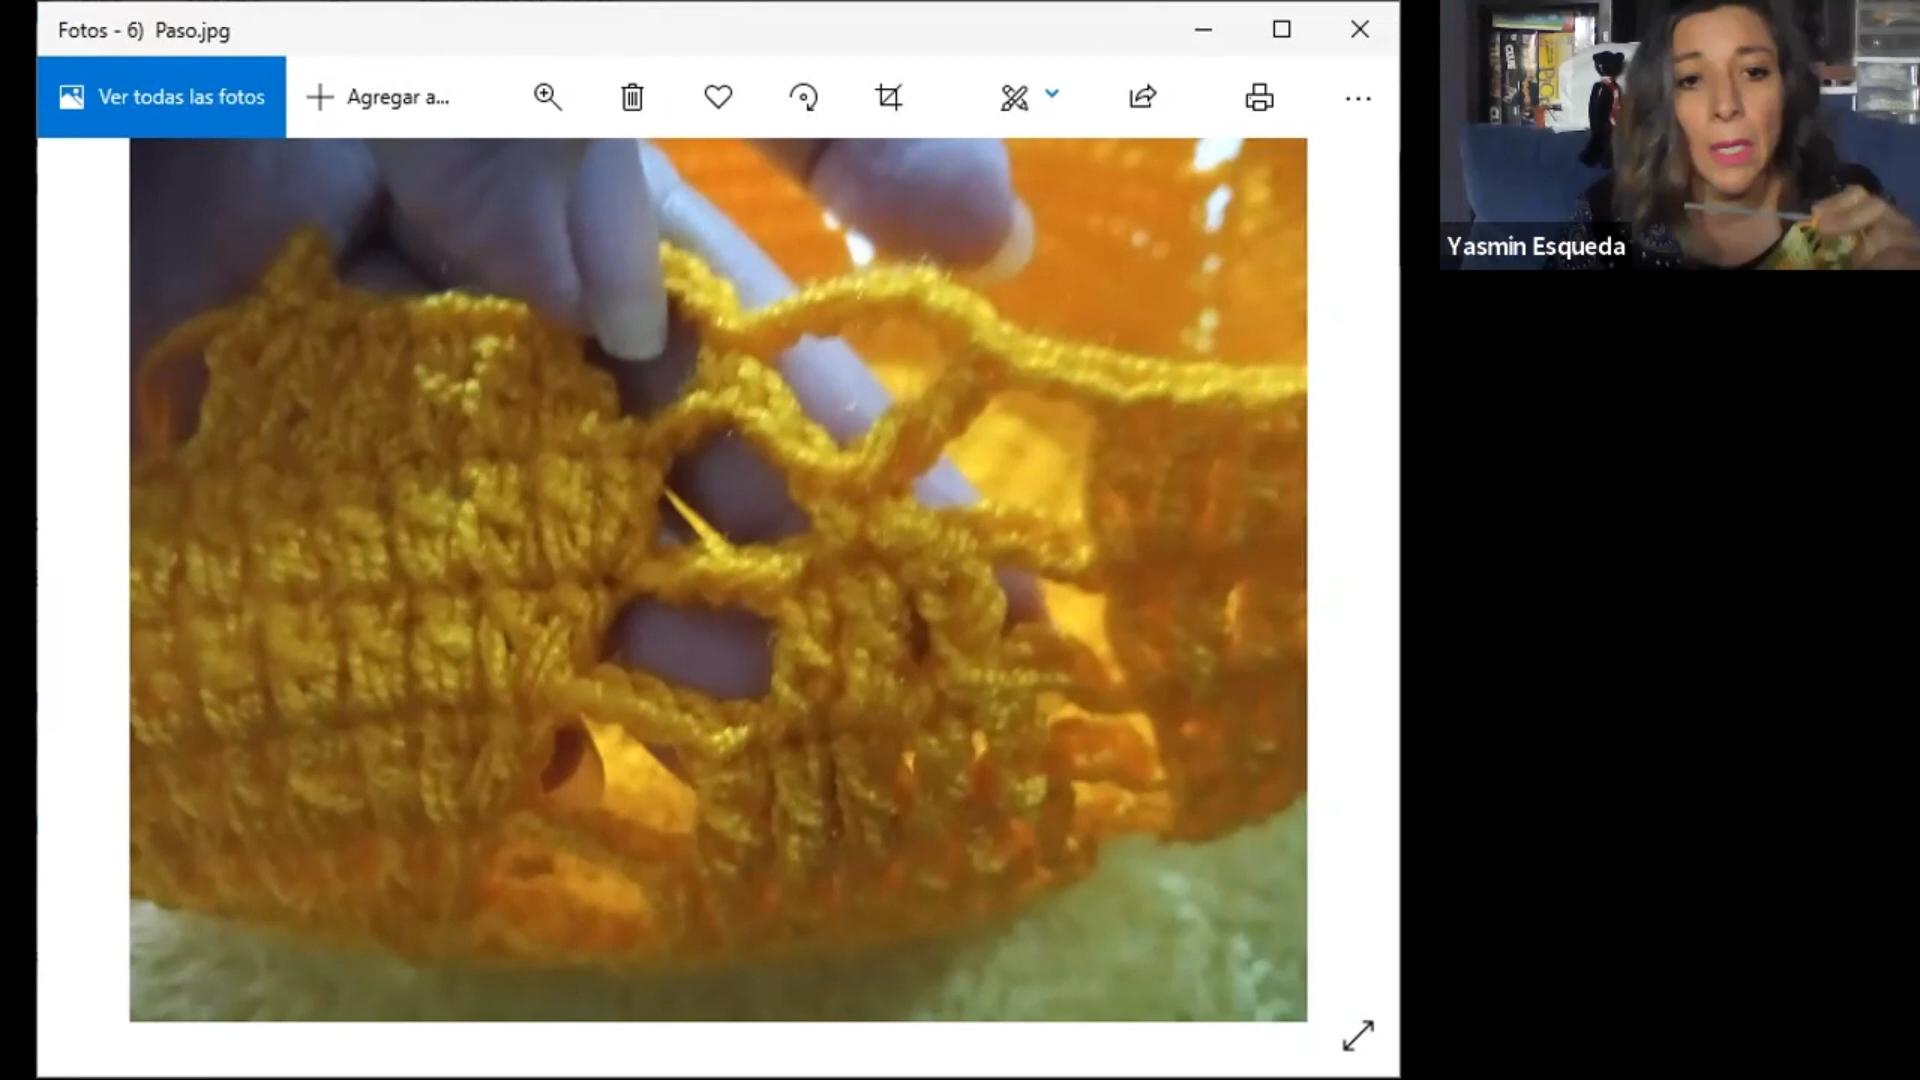 Fotos - 6) Paso.jpg
Ver todas las fotos
Agregar a...
Yasmin Esqueda